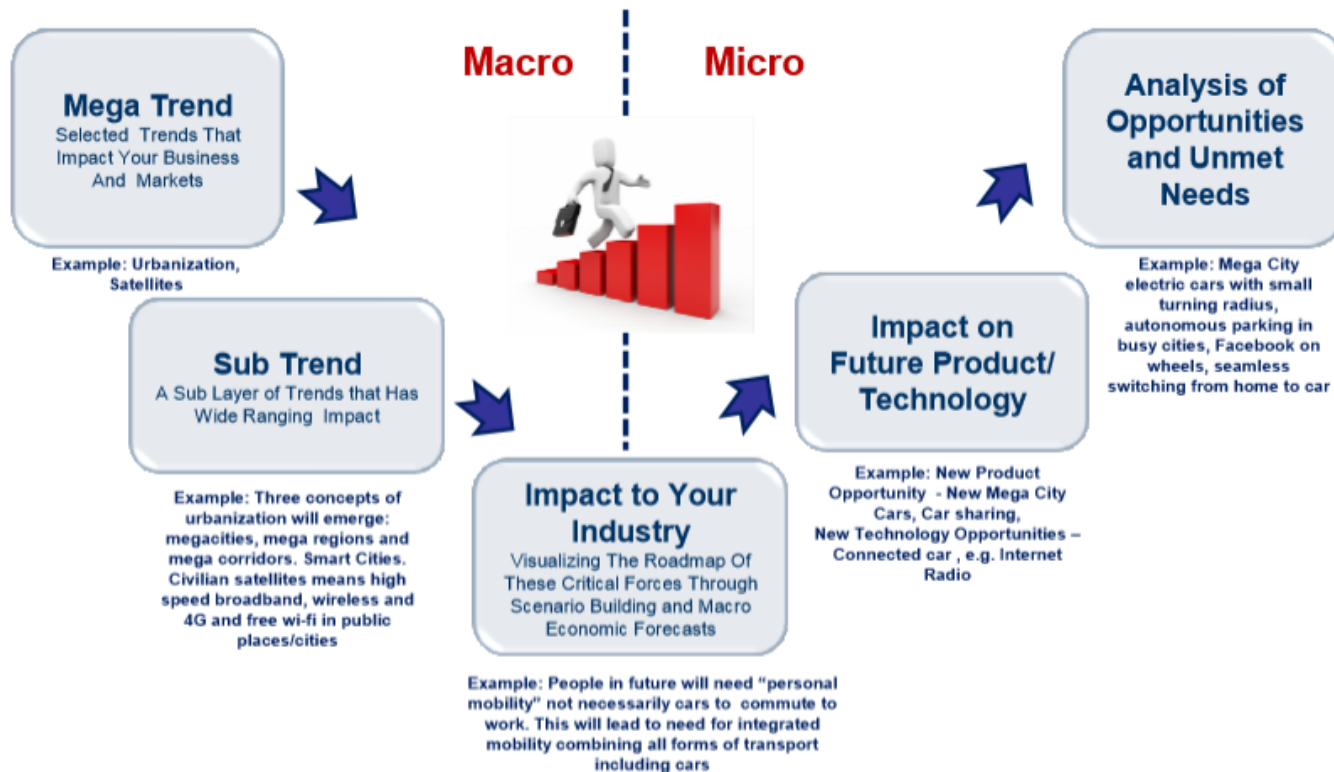 Macro
Micro
Mega Trend
Selected Trends That
Impact Your Business
And Markets
Example: Urbanization,
Satellites
Sub Trend
A Sub Layer of Trends that Has
Wide Ranging Impact
Example: Three concepts of
urbanization will emerge:
megacities, mega regions and
mega corridors. Smart Cities.
Civilian satellites means high
speed broadband, wireless and
4G and free wi-fi in public
places/cities
Impact to Your
Industry
Visualizing The Roadmap Of
These Critical Forces Through
Scenario Building and Macro
Economic Forecasts
Example: People in future will need “personal
mobility” not necessarily cars to commute to
work. This will lead to need for integrated
mobility combining all forms of transport
including cars
Impact on
Future Product/
Technology
Example: New Product
Opportunity - New Mega City
Cars, Car sharing,
New Technology Opportunities –
Connected car , e.g. Internet
Radio
Analysis of
Opportunities
and Unmet
Needs
Example: Mega City
electric cars with small
turning radius,
autonomous parking in
busy cities, Facebook on
wheels, seamless
switching from home to car